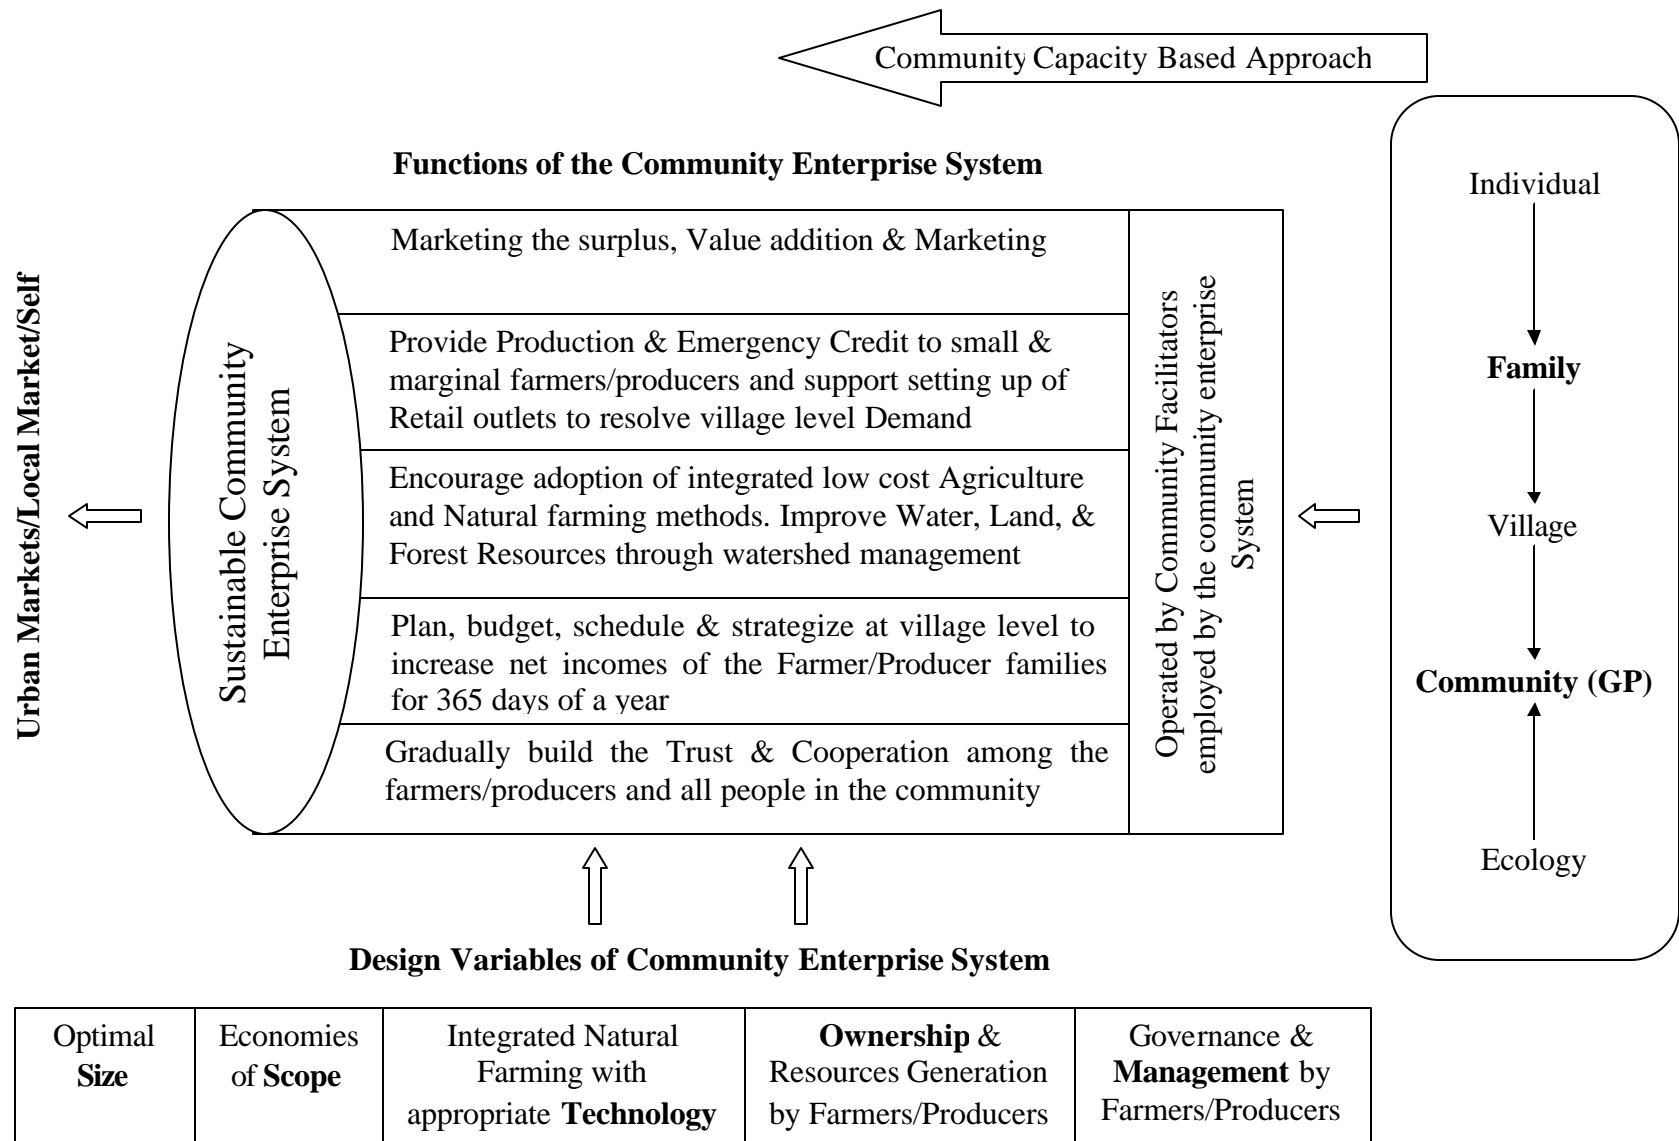 Community Capacity Based Approach
Functions of the Community Enterprise System
Urban Markets/Local Market/Self
Sustainable Community
Enterprise System
Marketing the surplus, Value addition & Marketing
Provide Production & Emergency Credit to small &
marginal farmers/producers and support setting up of
Retail outlets to resolve village level Demand
Encourage adoption of integrated low cost Agriculture
and Natural farming methods. Improve Water, Land, &
Forest Resources through watershed management
Plan, budget, schedule & strategize at village level to
increase net incomes of the Farmer/Producer families
for 365 days of a year
Gradually build the Trust & Cooperation among the
farmers/producers and all people in the community
Operated by Community Facilitators
employed by the community enterprise
System
Individual
Family
Village
Community (GP)
Ecology
Design Variables of Community Enterprise System
Optimal
Size
Economies
of Scope
Integrated Natural
Farming with
appropriate Technology
Ownership &
Resources Generation
by Farmers/Producers
Governance &
Management by
Farmers/Producers